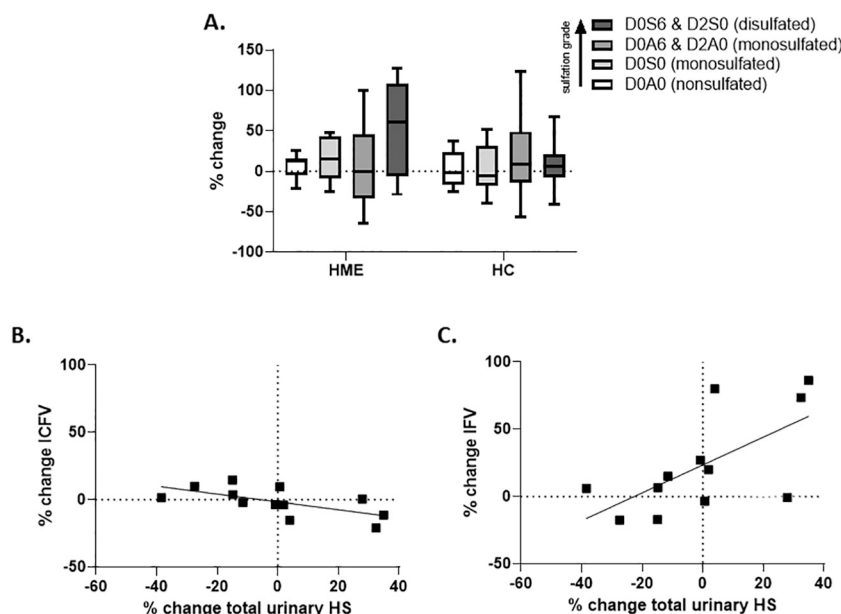 A.
D0S6 & D2S0 (disulfated)
D0A6 & D2A0 (monosulfated)
D0S0 (monosulfated)
D0A0 (nonsulfated)
sulfation grade
% change
150
100
50
0
-50
-100
HME HC
B.
% change ICFV
100
50
0
-50
-60 -40 -20 0 20 40
% change total urinary HS
C.
% change IFV
100
50
0
-50
-60 -40 -20 0 20 40
% change total urinary HS